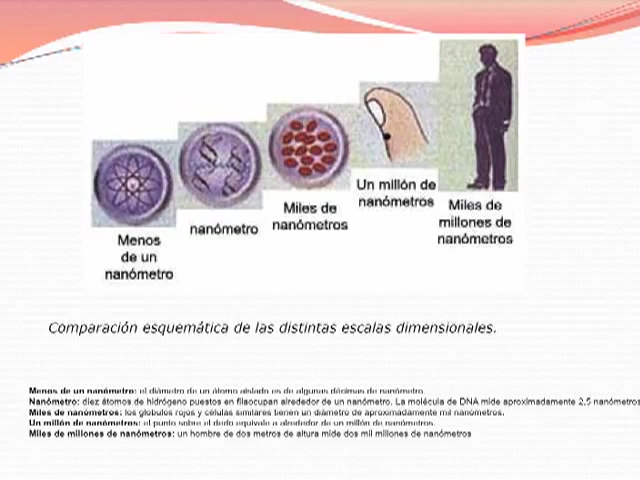 Menos
de un
nanómetro
nanómetro
Miles de
nanómetros
Un millón de
nanómetros
Miles de
millones de
nanómetros
Comparación esquemática de las distintas escalas dimensionales.
Menos de un nanómetro: el diámetro de un átomo aislado es de algunas décimas de nanómetro.
Nanómetro: diez átomos de hidrógeno puestos en filaocupan alrededor de un nanómetro. La molécula de DNA mide aproximadamente 2,5 nanómetros
Miles de nanómetros: los glóbulos rojos y células similares tienen un diámetro de aproximadamente mil nanómetros.
Un millón de nanómetros: el punto sobre el dedo equivale a alrededor de un millón de nanómetros.
Miles de millones de nanómetros: un hombre de dos metros de altura mide dos mil millones de nanómetros